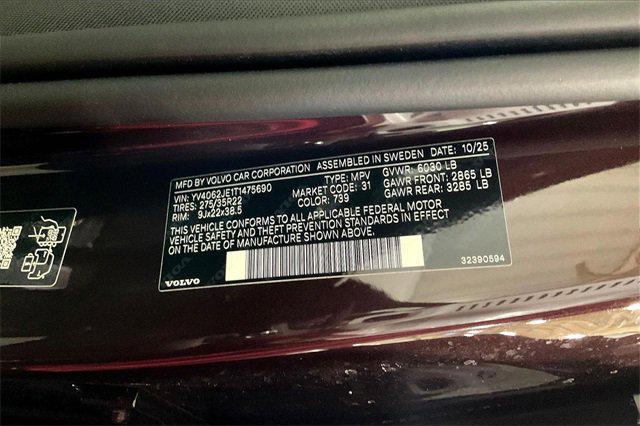 MFD BY VOLVO CAR CORPORATION ASSEMBLED IN SWEDEN DATE: 10/25
VIN: YV4062JE1T1475690 TYPE: MPV GVWR: 6030 LB
TIRES: 275/35R22 MARKET CODE: 31 GAWR FRONT: 2865 LB
RIM: 9Jx22x38.5 COLOR: 739 GAWR REAR: 3285 LB
THIS VEHICLE CONFORMS TO ALL APPLICABLE FEDERAL MOTOR
VEHICLE SAFETY AND THEFT PREVENTION STANDARDS IN EFFECT
ON THE DATE OF MANUFACTURE SHOWN ABOVE.
VOLVO 32390594